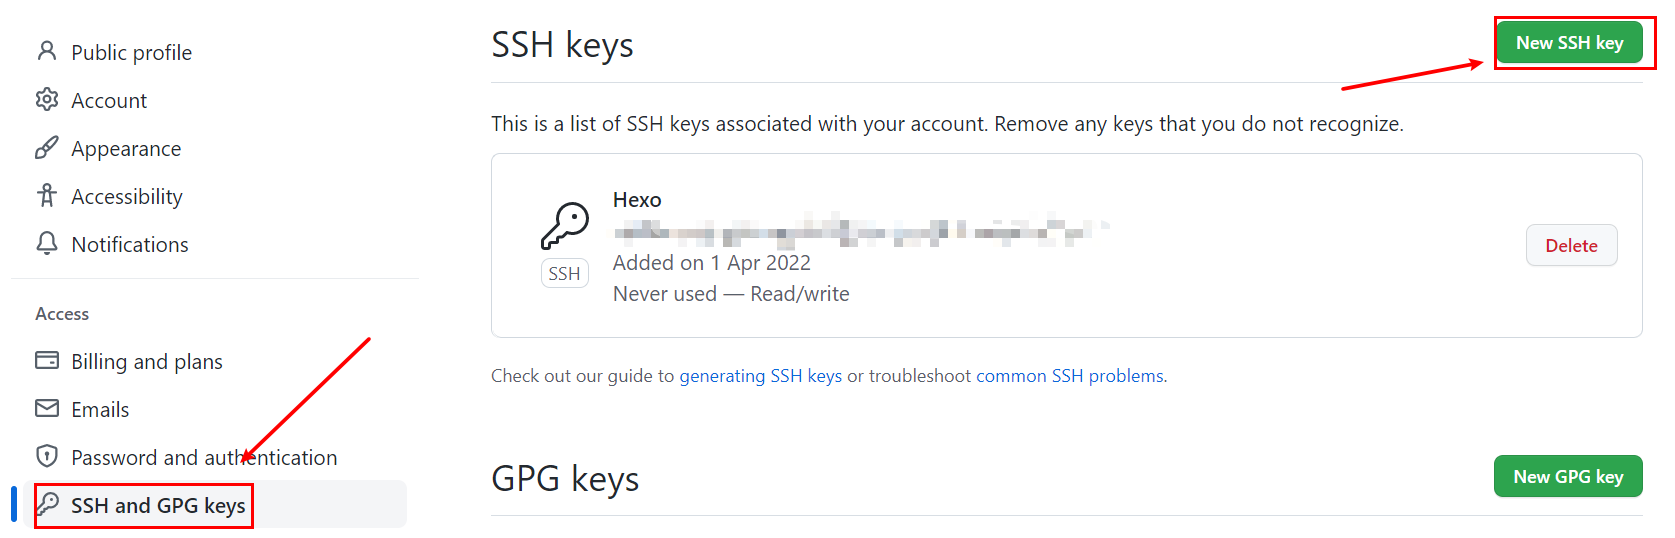 Public profile
Account
Appearance
Accessibility
Notifications
Access
Billing and plans
Emails
Password and authentication
SSH and GPG keys
SSH keys
New SSH key
This is a list of SSH keys associated with your account. Remove any keys that you do not recognize.
Hexo
SSH
Added on 1 Apr 2022
Never used — Read/write
Delete
Check out our guide to generating SSH keys or troubleshoot common SSH problems.
GPG keys
New GPG key